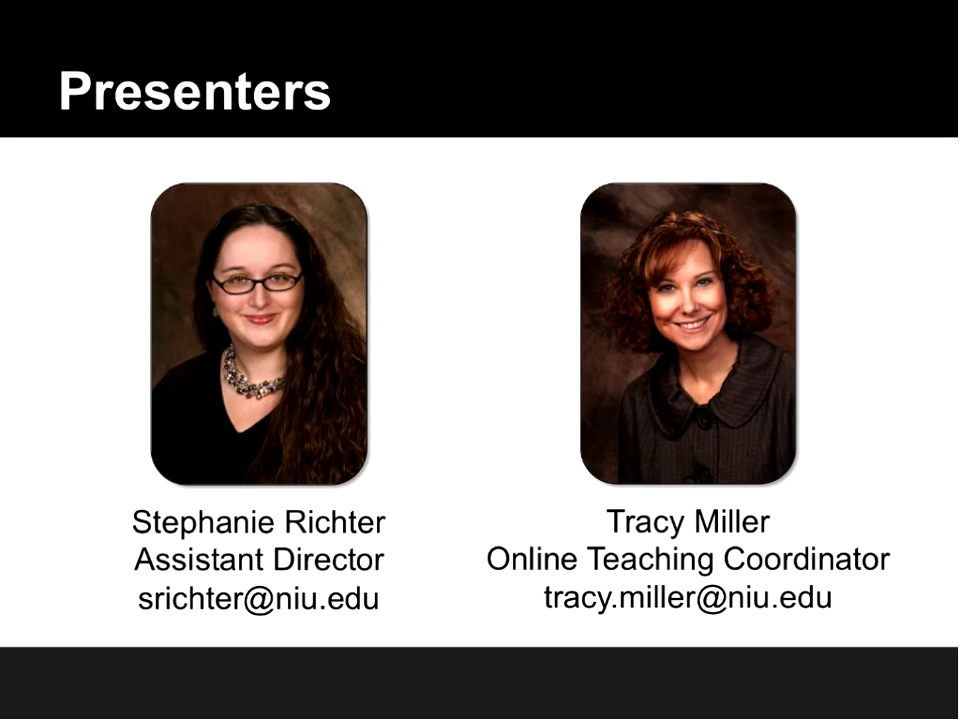 Presenters
Stephanie Richter
Assistant Director
srichter@niu.edu
Tracy Miller
Online Teaching Coordinator
tracy.miller@niu.edu